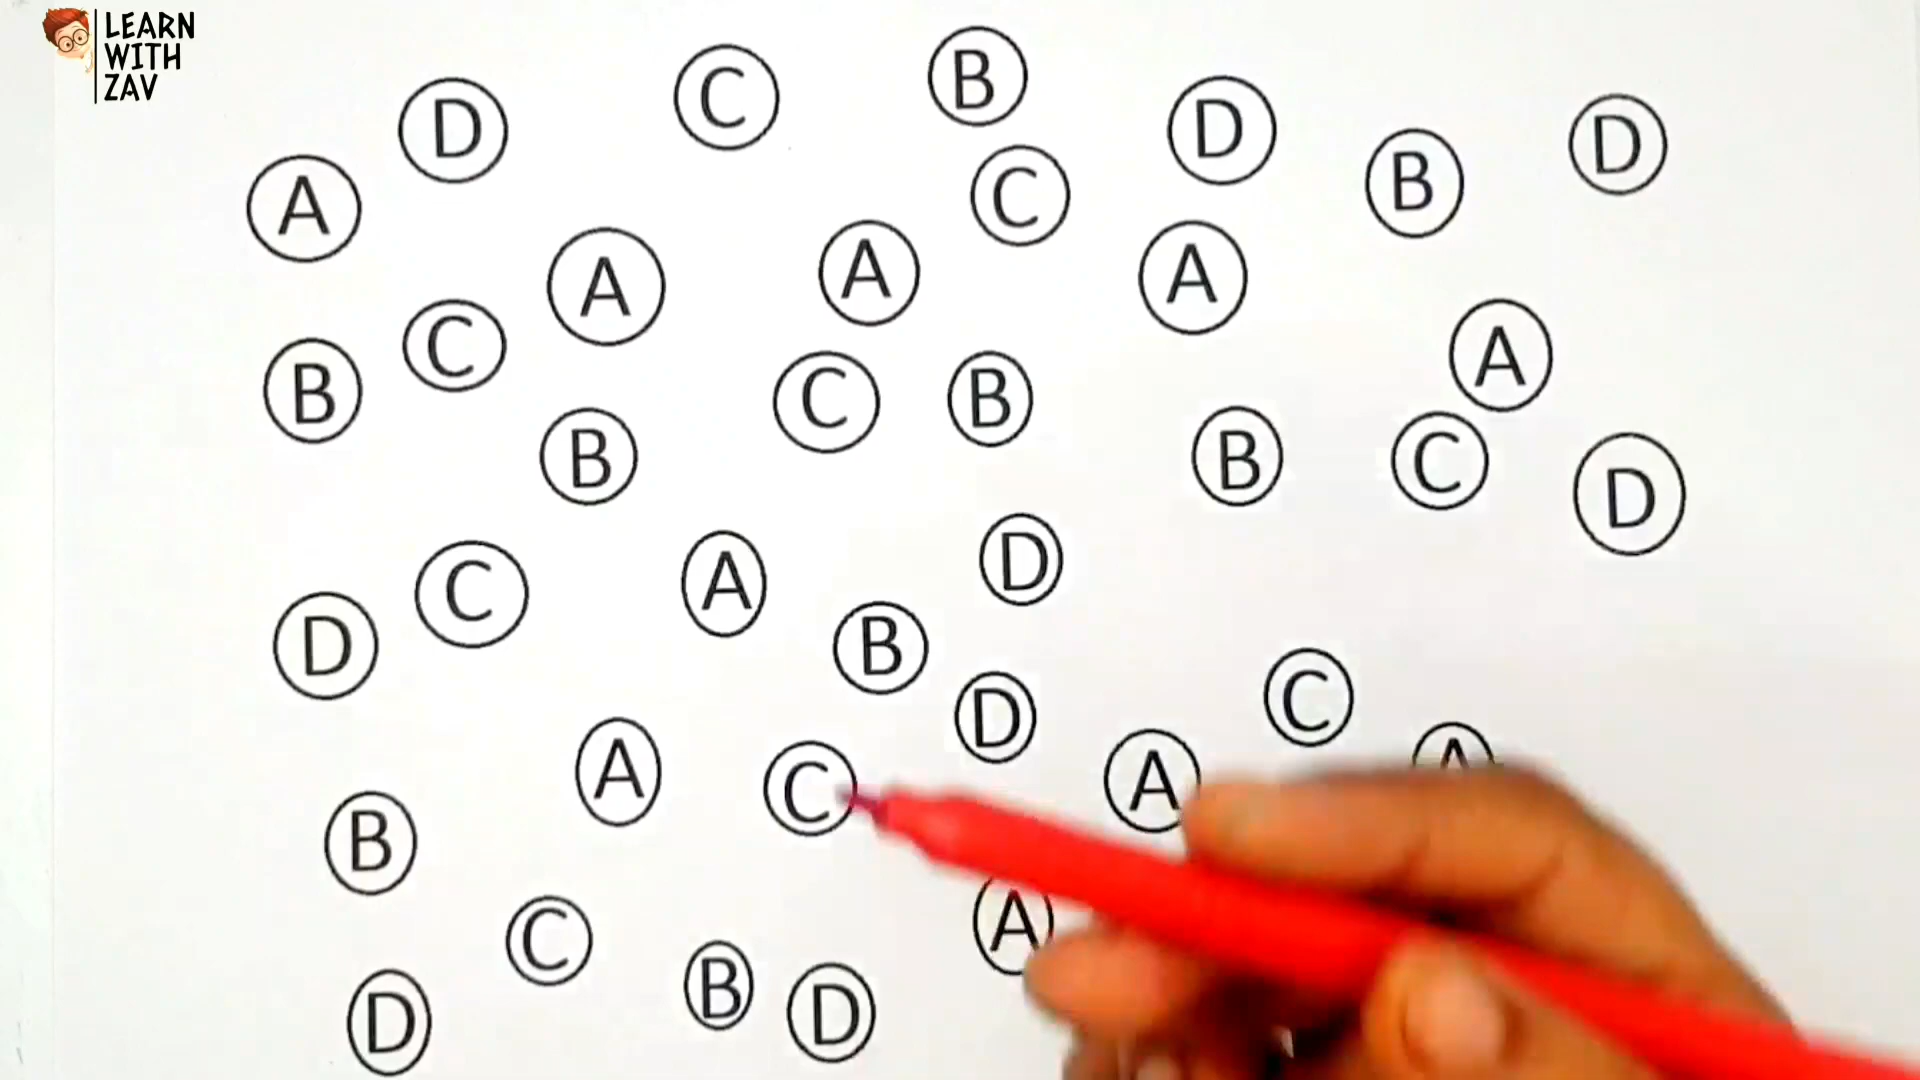 LEARN
WITH
ZAV
D C B D B D
A C
A A A
B C A
B C B B C D
D C A B D
D C
A C A A
B
C A
D B D